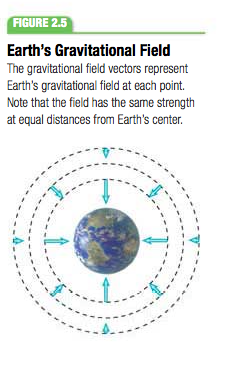 FIGURE 2.5
Earth's Gravitational Field
The gravitational field vectors represent
Earth's gravitational field at each point.
Note that the field has the same strength
at equal distances from Earth's center.